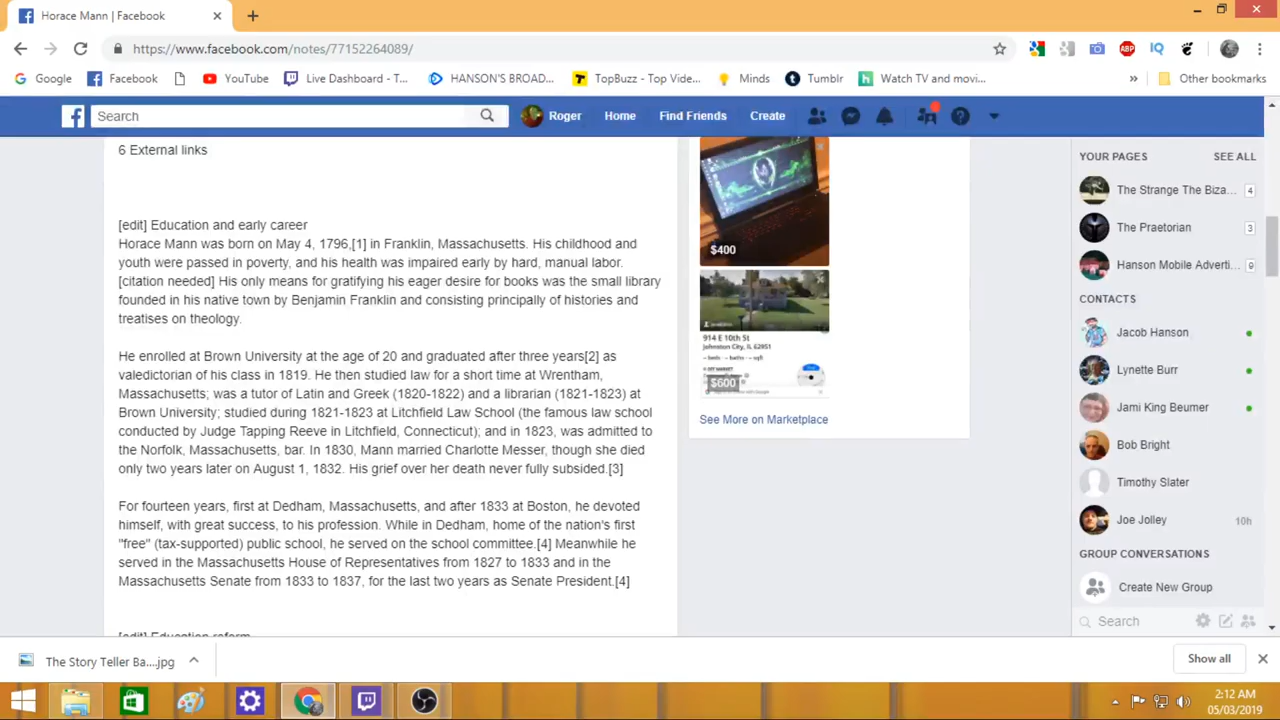 Horace Mann | Facebook
https://www.facebook.com/notes/77152264089/
ABP
IQ
Google
Facebook
YouTube
Live Dashboard - T...
HANSON'S BROAD...
TopBuzz - Top Vide...
Minds
Tumblr
Watch TV and movi...
»
Other bookmarks
Search
Roger
Home
Find Friends
Create
6 External links
[edit] Education and early career
Horace Mann was born on May 4, 1796,[1] in Franklin, Massachusetts. His childhood and
youth were passed in poverty, and his health was impaired early by hard, manual labor.
[citation needed] His only means for gratifying his eager desire for books was the small library
founded in his native town by Benjamin Franklin and consisting principally of histories and
treatises on theology.
He enrolled at Brown University at the age of 20 and graduated after three years[2] as
valedictorian of his class in 1819. He then studied law for a short time at Wrentham,
Massachusetts; was a tutor of Latin and Greek (1820-1822) and a librarian (1821-1823) at
Brown University; studied during 1821-1823 at Litchfield Law School (the famous law school
conducted by Judge Tapping Reeve in Litchfield, Connecticut); and in 1823, was admitted to
the Norfolk, Massachusetts, bar. In 1830, Mann married Charlotte Messer, though she died
only two years later on August 1, 1832. His grief over her death never fully subsided.[3]
For fourteen years, first at Dedham, Massachusetts, and after 1833 at Boston, he devoted
himself, with great success, to his profession. While in Dedham, home of the nation's first
"free" (tax-supported) public school, he served on the school committee.[4] Meanwhile he
served in the Massachusetts House of Representatives from 1827 to 1833 and in the
Massachusetts Senate from 1833 to 1837, for the last two years as Senate President.[4]
[edit] Education reform
$400
914 E 10th St
Johnston City, IL 62951
$600
See More on Marketplace
YOUR PAGES
SEE ALL
The Strange The Biza...
4
The Praetorian
3
Hanson Mobile Adverti...
9
CONTACTS
Jacob Hanson
Lynette Burr
Jami King Beumer
Bob Bright
Timothy Slater
Joe Jolley
10h
GROUP CONVERSATIONS
Create New Group
Search
The Story Teller Ba....jpg
Show all
2:12 AM
05/03/2019